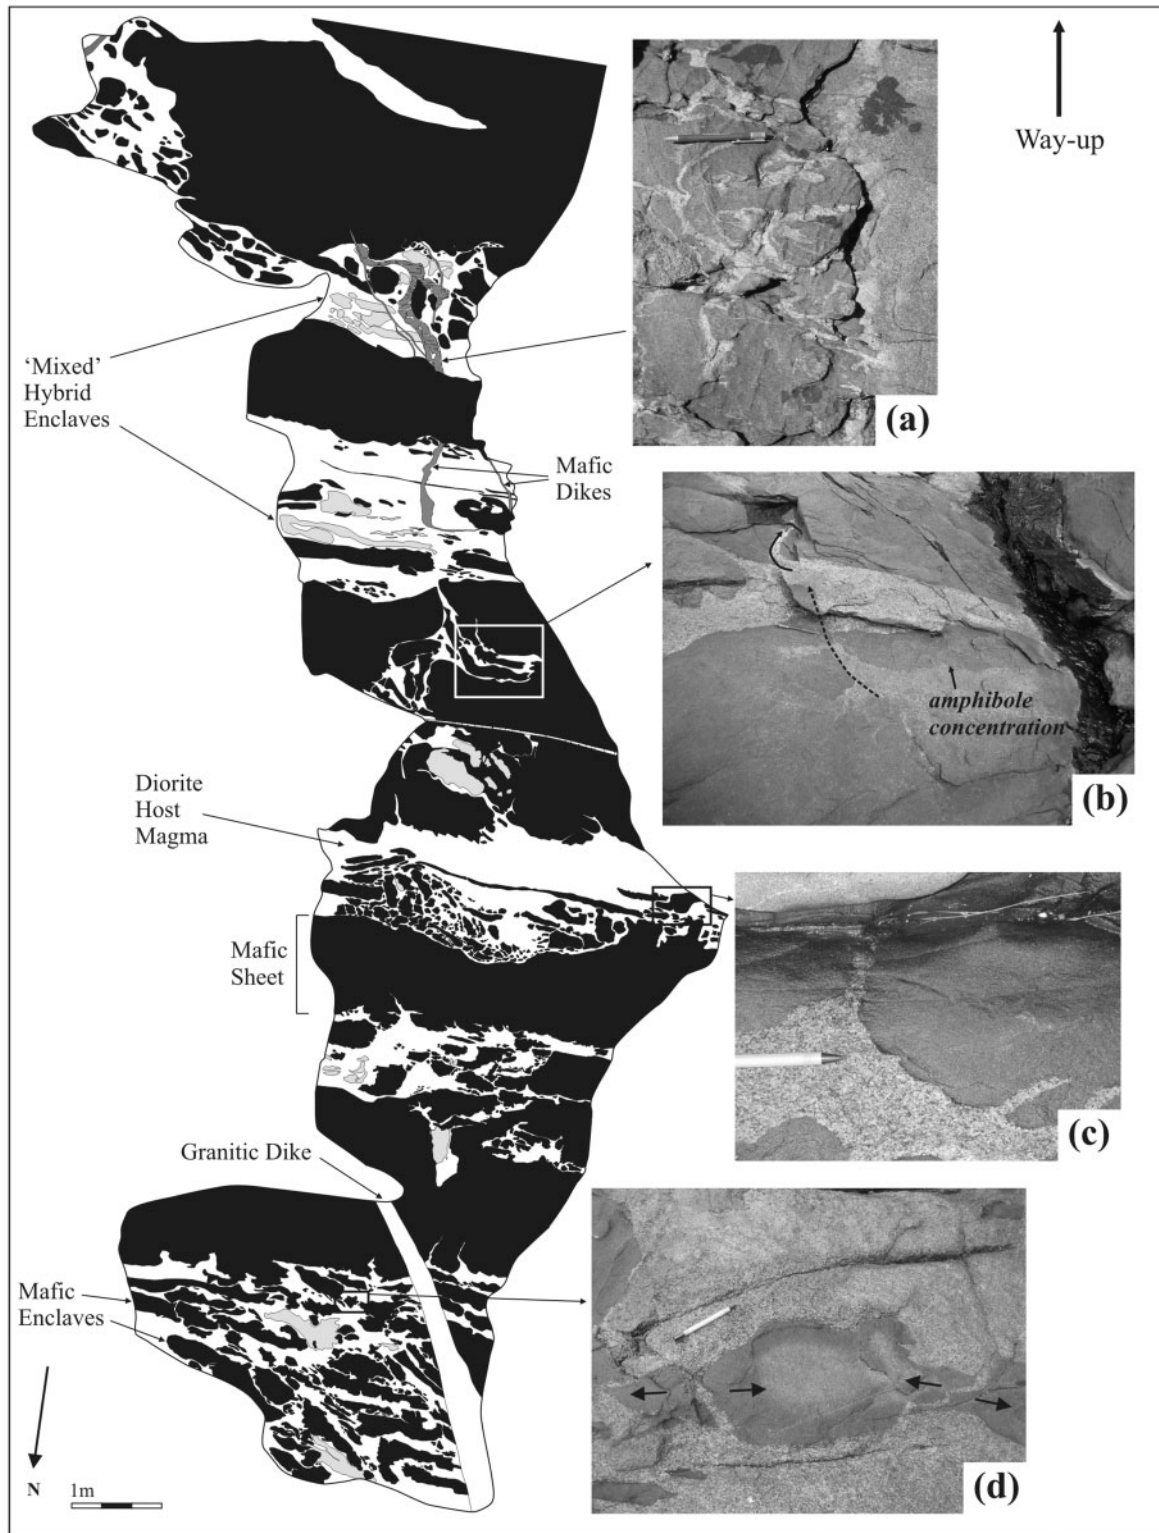 Way-up
(a)
'Mixed'
Hybrid
Enclaves
Mafic
Dikes
amphibole
concentration
(b)
Diorite
Host
Magma
Mafic
Sheet
(c)
Granitic Dike
Mafic
Enclaves
(d)
N
1m